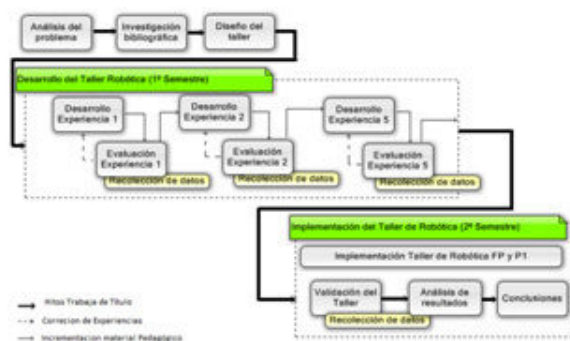 Análisis del
problema
Investigación
bibliográfica
Diseño del
taller
Desarrollo del Taller Robótica (1º Semestre)
Desarrollo
Experiencia 1
Desarrollo
Experiencia 2
Desarrollo
Experiencia 5
Evaluación
Experiencia 1
Evaluación
Experiencia 2
Evaluación
Experiencia 5
Recolección de datos
Recolección de datos
Recolección de datos
Implementación del Taller de Robótica (2º Semestre)
Implementación Taller de Robótica FP y P1
Validación del
Taller
Análisis de
resultados
Conclusiones
Recolección de datos
Hitos Trabajo de Título
Correcion de Experiencias
Incrementacion material Pedagógico